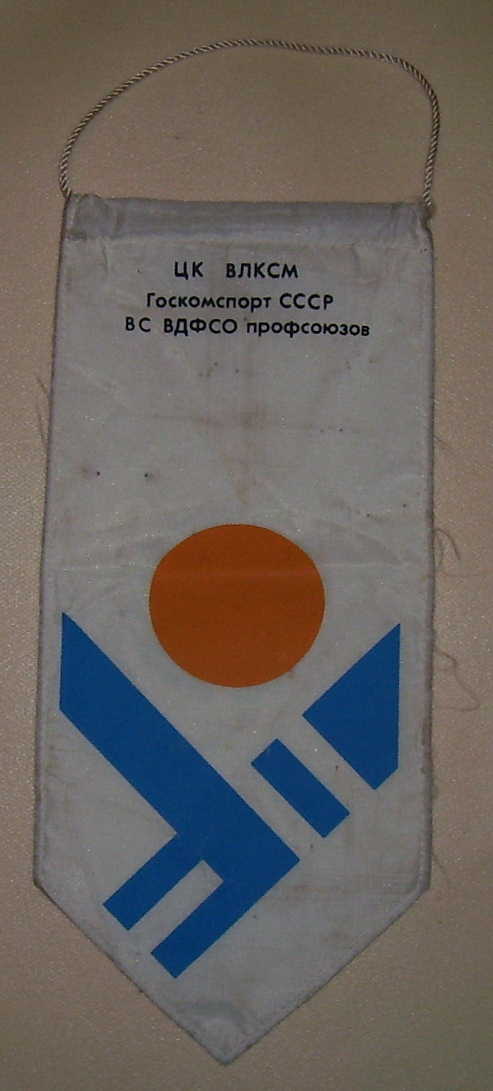 ЦК ВЛКСМ
Госкомспорт СССР
ВС ВДФСО профсоюзов